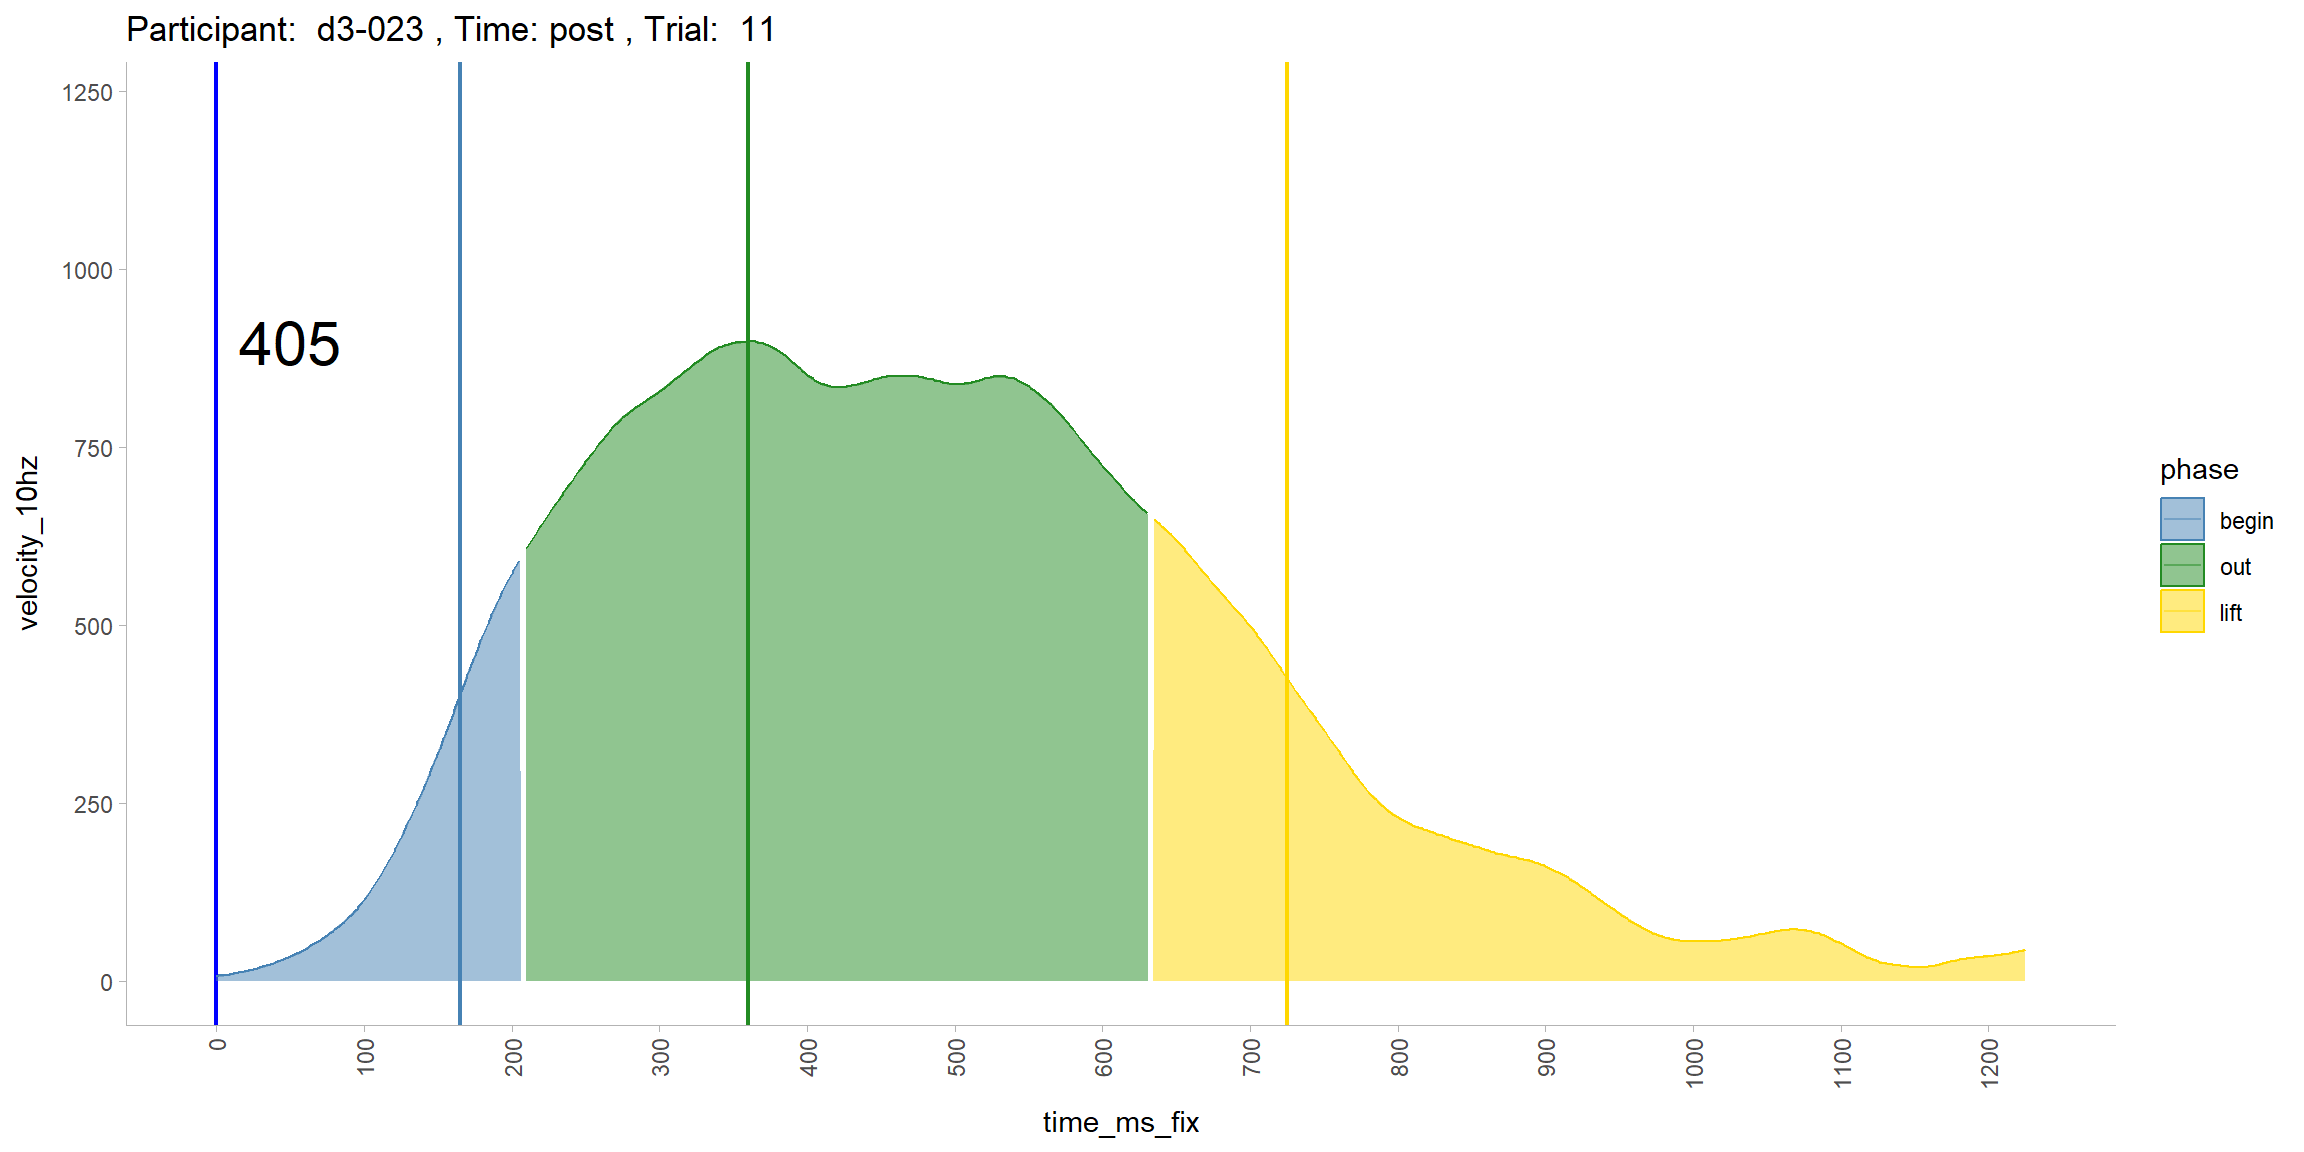 Participant:  d3-023 , Time: post , Trial:  11
1250
1000
750
500
250
0
velocity_10hz
405
0
100
200
300
400
500
600
700
800
900
1000
1100
1200
time_ms_fix
phase
begin
out
lift